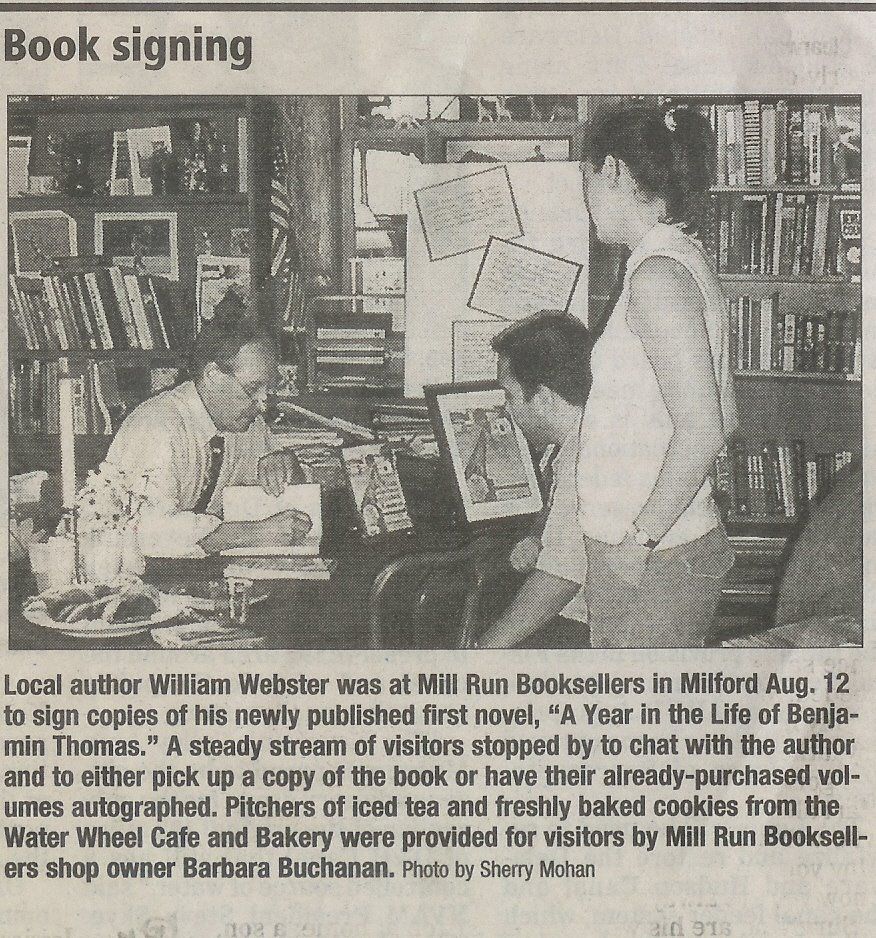 Book signing
Local author William Webster was at Mill Run Booksellers in Milford Aug. 12
to sign copies of his newly published first novel, “A Year in the Life of Benja-
min Thomas.” A steady stream of visitors stopped by to chat with the author
and to either pick up a copy of the book or have their already-purchased vol-
umes autographed. Pitchers of iced tea and freshly baked cookies from the
Water Wheel Cafe and Bakery were provided for visitors by Mill Run Booksell-
ers shop owner Barbara Buchanan. Photo by Sherry Mohan